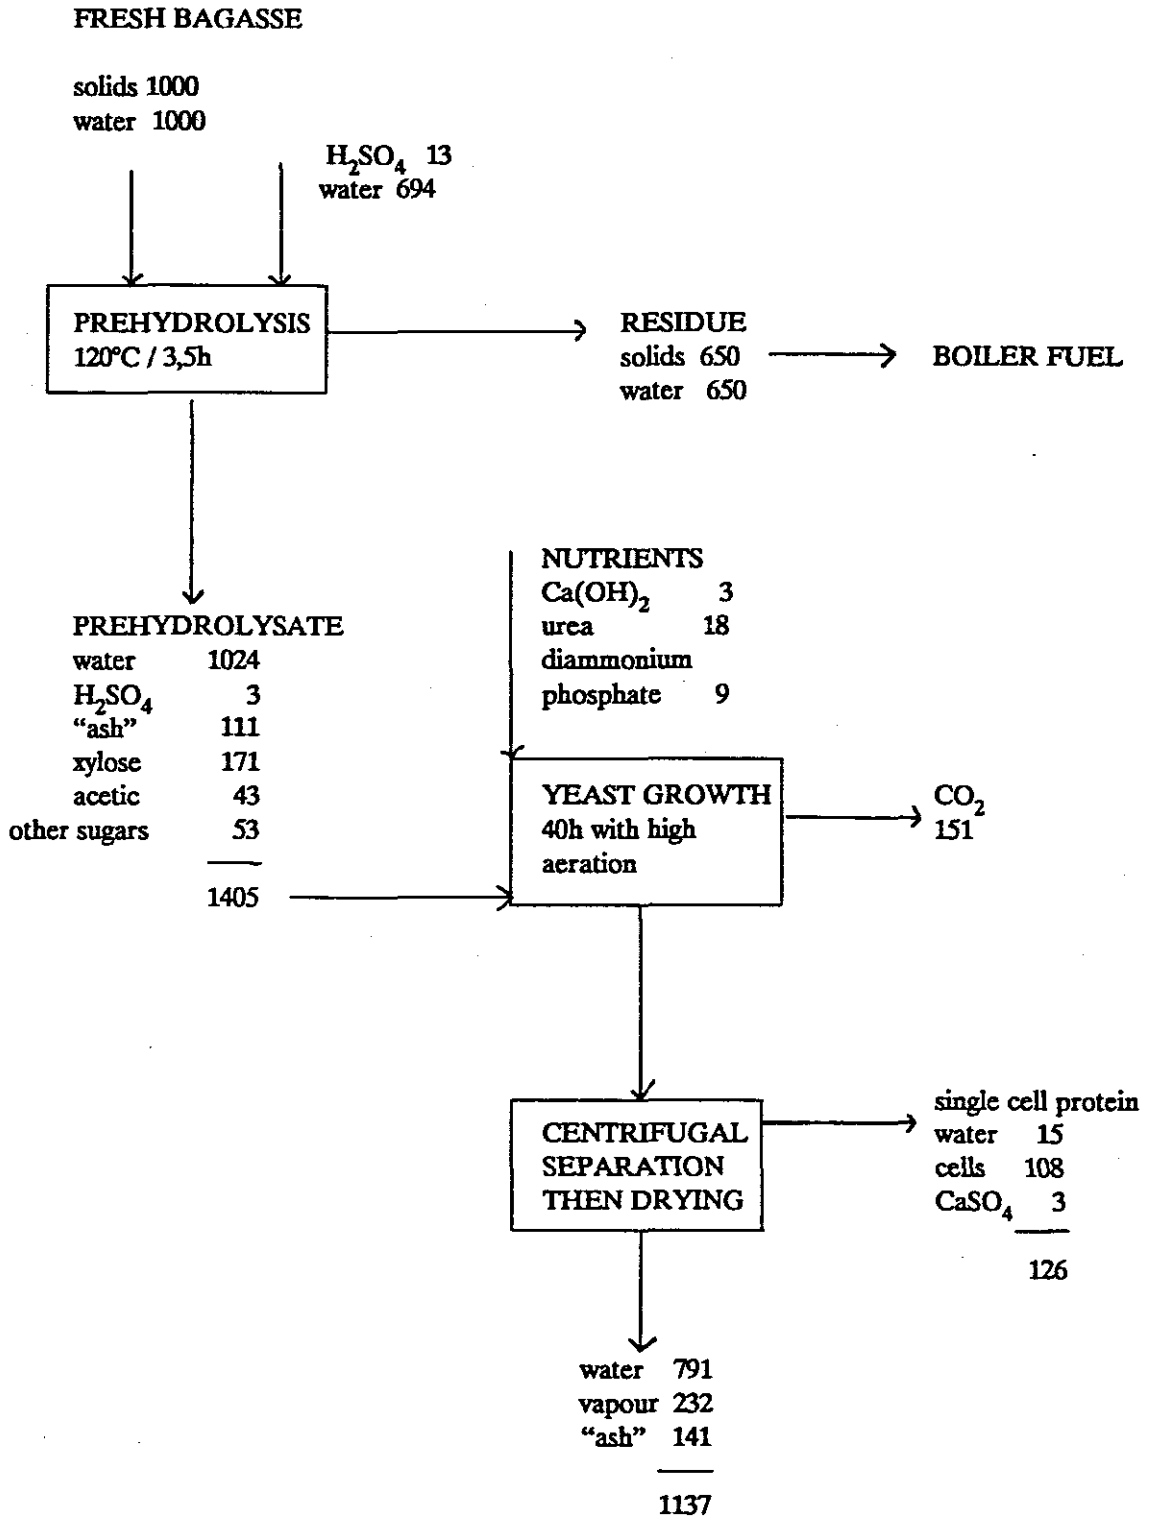 FRESH BAGASSE
solids 1000
water 1000
H₂SO₄ 13
water 694
PREHYDROLYSIS
120°C / 3,5h
RESIDUE
solids 650
water 650
BOILER FUEL
PREHYDROLYSATE
water 1024
H₂SO₄ 3
“ash” 111
xylose 171
acetic 43
other sugars 53
1405
NUTRIENTS
Ca(OH)₂ 3
urea 18
diammonium
phosphate 9
YEAST GROWTH
40h with high
aeration
CO₂
151
CENTRIFUGAL
SEPARATION
THEN DRYING
single cell protein
water 15
cells 108
CaSO₄ 3
126
water 791
vapour 232
“ash” 141
1137